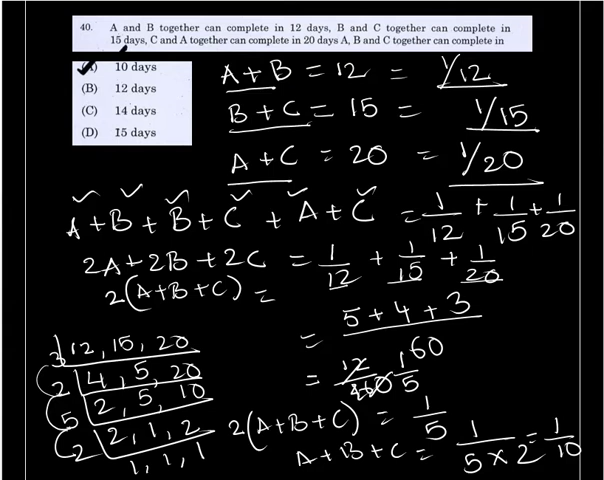 40. A and B together can complete in 12 days, B and C together can complete in
15 days, C and A together can complete in 20 days A, B and C together can complete in
(A) 10 days
(B) 12 days
(C) 14 days
(D) 15 days
A + B = 12 = 1/12
B + C = 15 = 1/15
A + C = 20 = 1/20
A + B + B + C + A + C = 1/12 + 1/15 + 1/20
2A + 2B + 2C = 1/12 + 1/15 + 1/20
2(A+B+C) =
= 5 + 4 + 3 / 60
= 12/60 1/5
3 12, 15, 20
2 4, 5, 20
5 2, 5, 10
2 2, 1, 2
1, 1, 1
2(A+B+C) = 1/5
A+B+C = 1/5×2 = 1/10